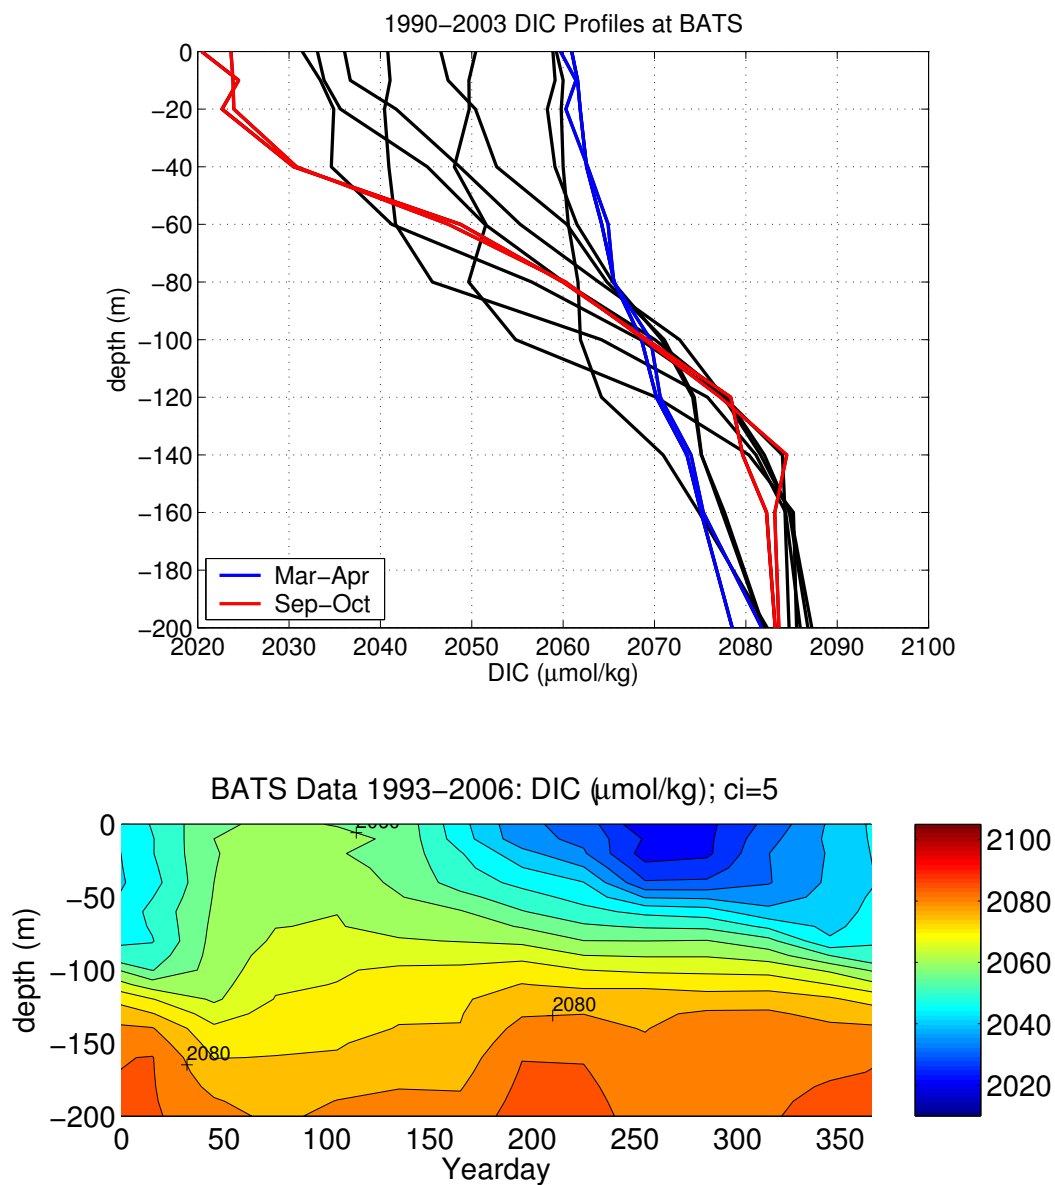 1990−2003 DIC Profiles at BATS
0
−20
−40
−60
−80
−100
−120
−140
−160
−180
−200
depth (m)
Mar−Apr
Sep−Oct
2020 2030 2040 2050 2060 2070 2080 2090 2100
DIC (μmol/kg)
BATS Data 1993−2006: DIC (μmol/kg); ci=5
0
−50
−100
−150
−200
depth (m)
2080
2080
0 50 100 150 200 250 300 350
Yearday
2100
2080
2060
2040
2020